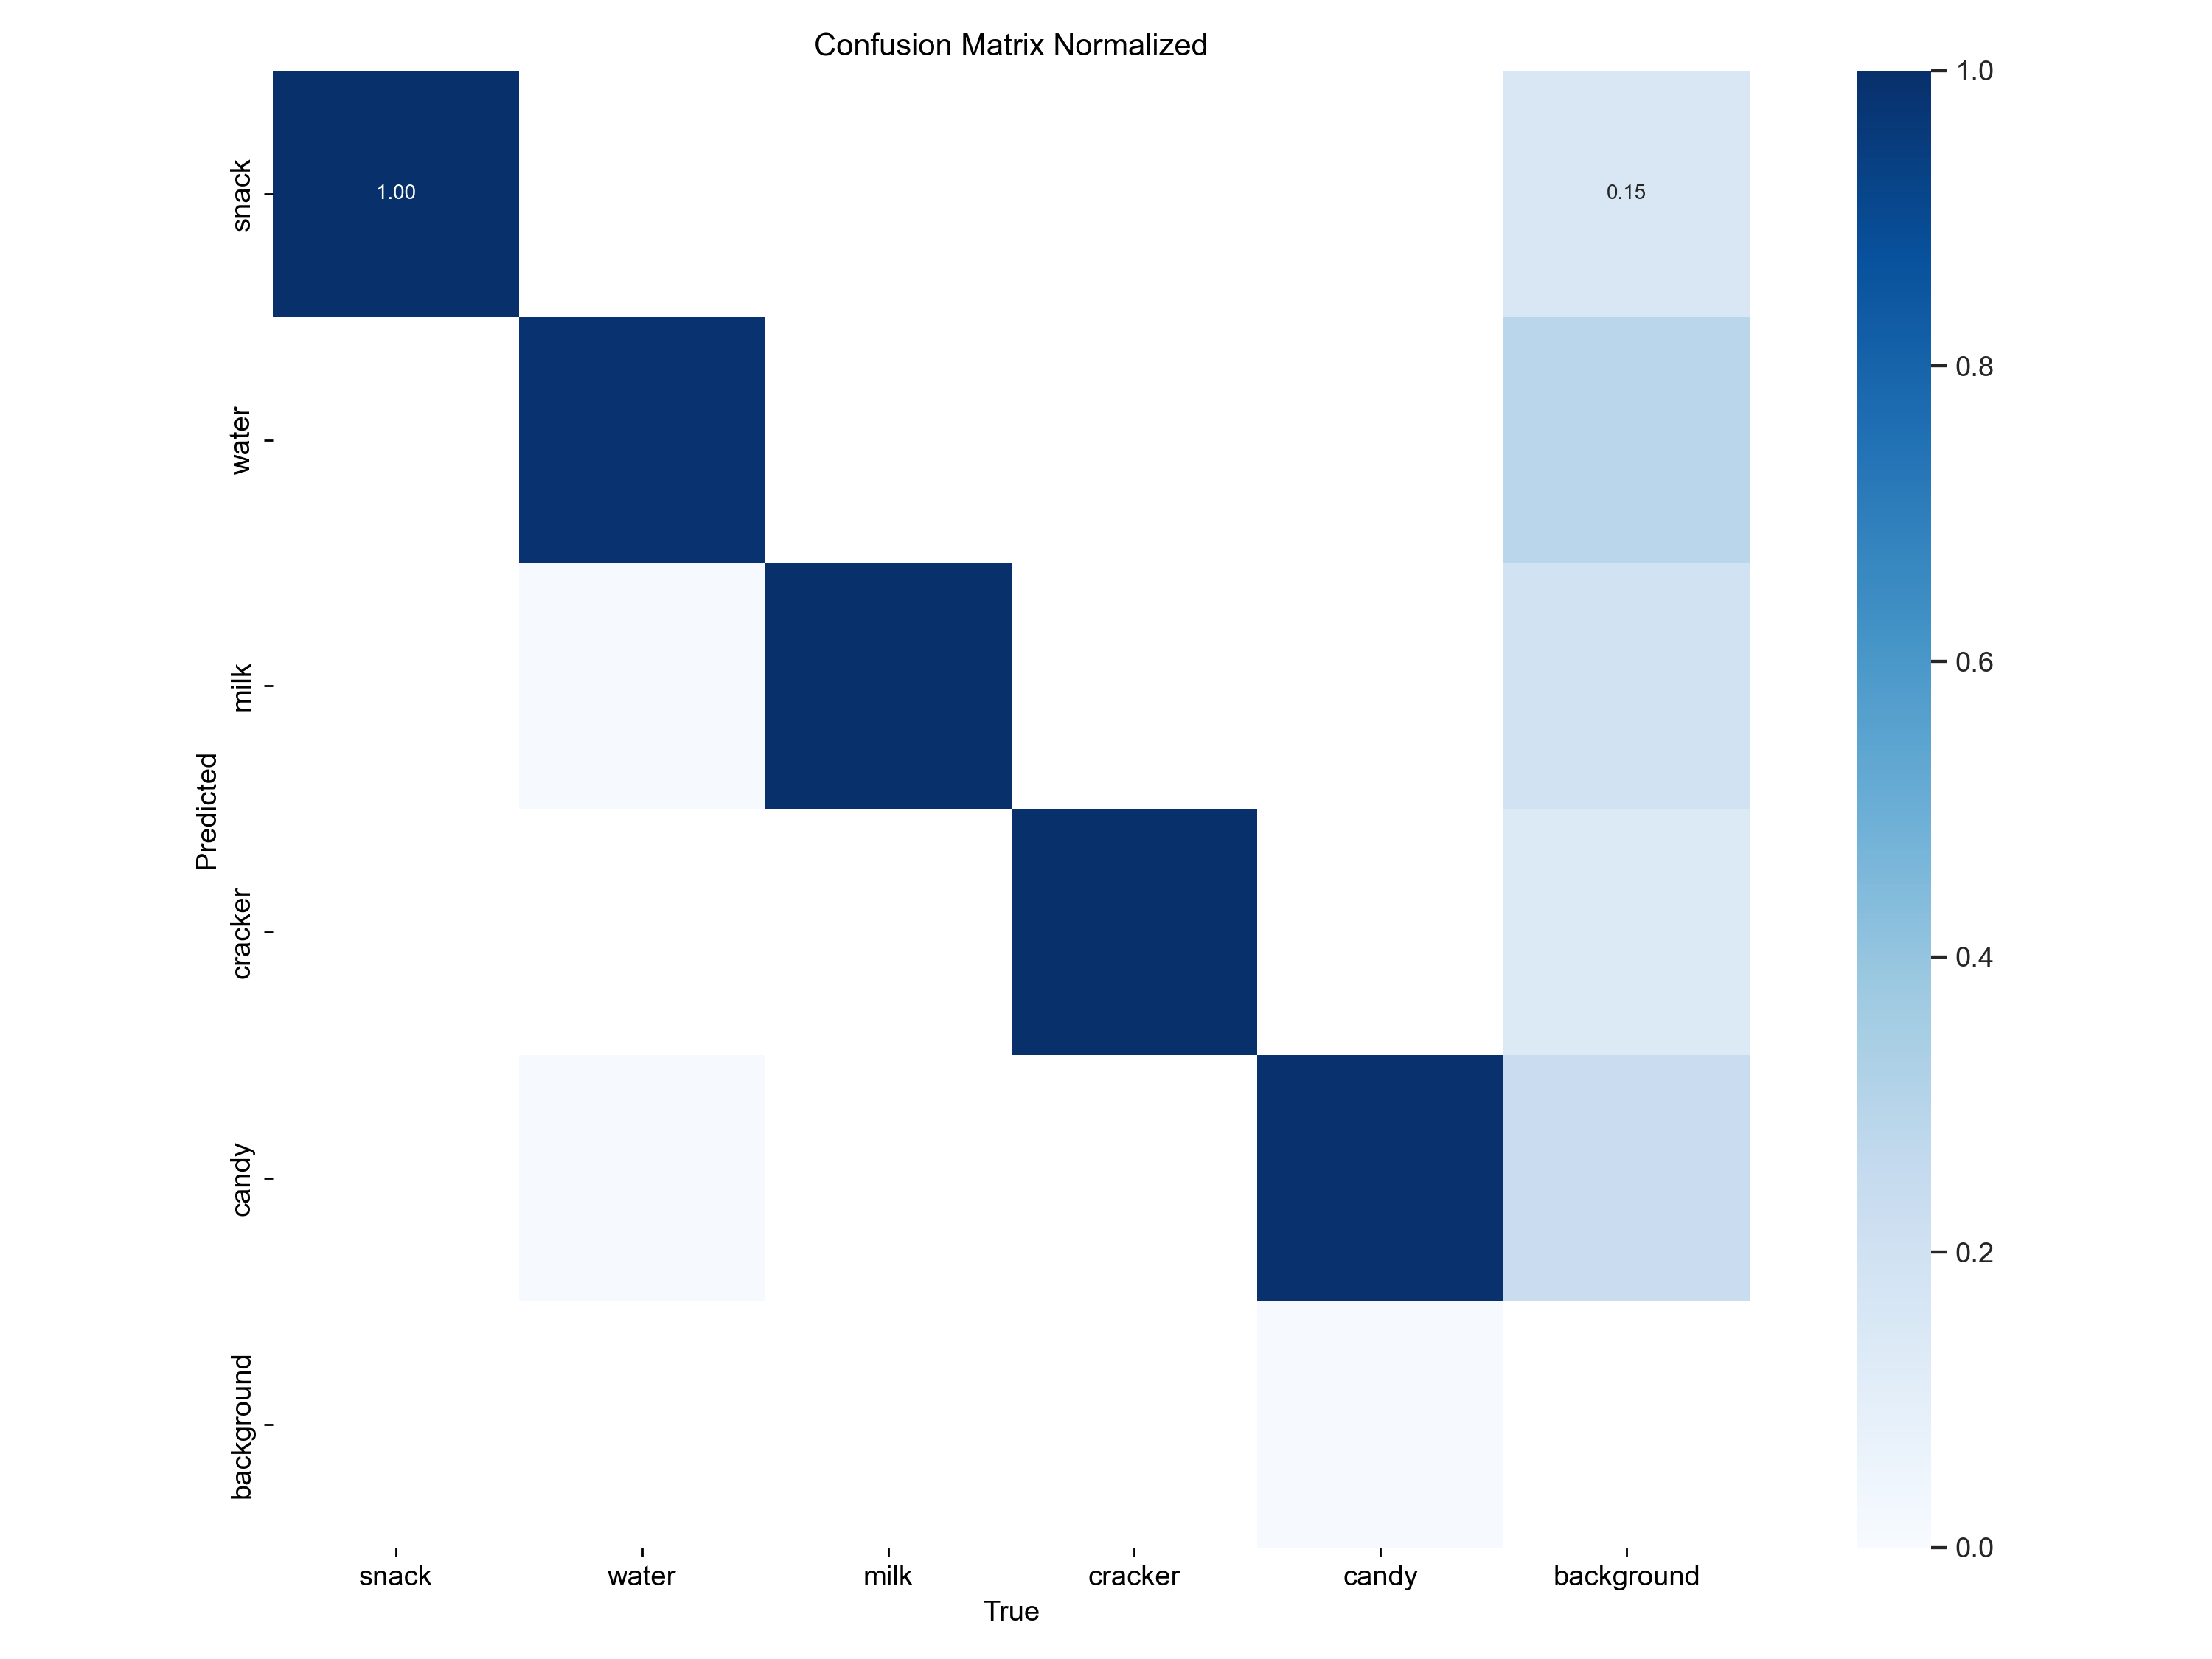 Confusion Matrix Normalized
snack
water
milk
cracker
candy
background
Predicted
1.00
0.15
snack
water
milk
cracker
candy
background
True
1.0
0.8
0.6
0.4
0.2
0.0